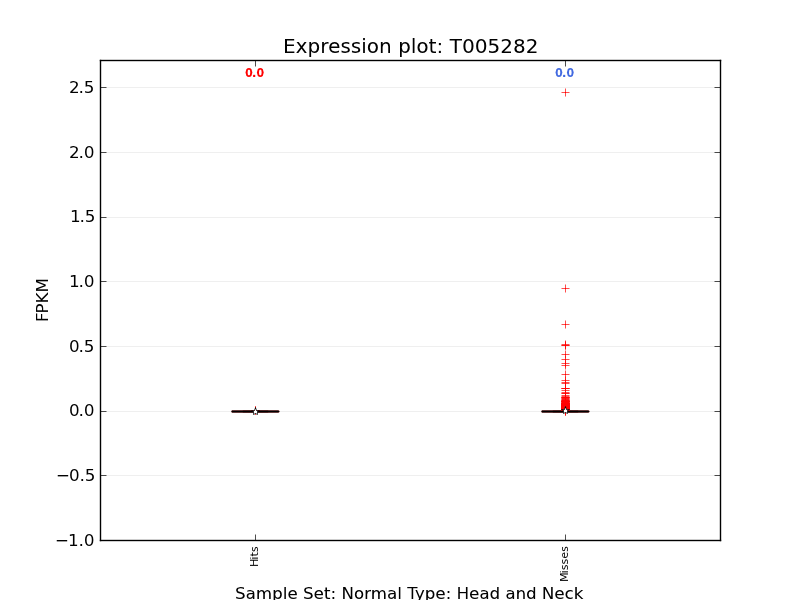 Expression plot: T005282
0.0 0.0
2.5
2.0
1.5
1.0
0.5
0.0
−0.5
−1.0
FPKM
Hits Misses
Sample Set: Normal Type: Head and Neck